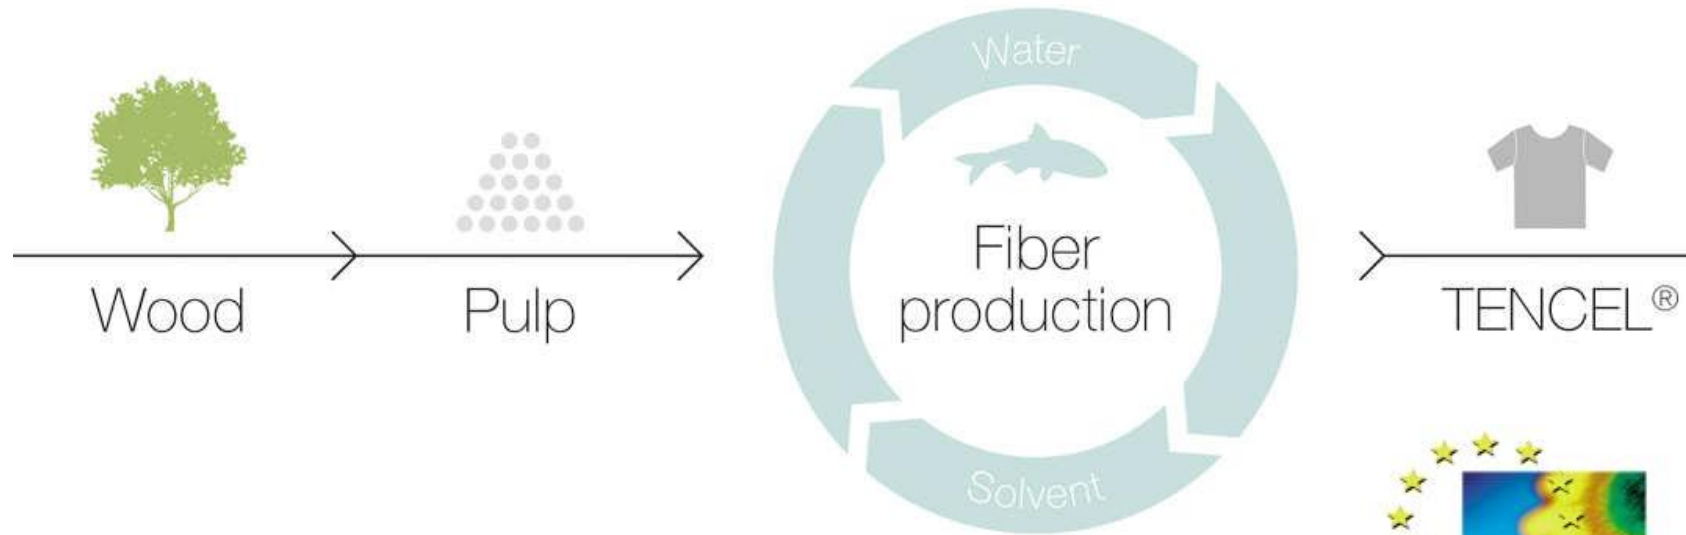 Water
Fiber
production
Wood
Pulp
TENCEL®
Solvent